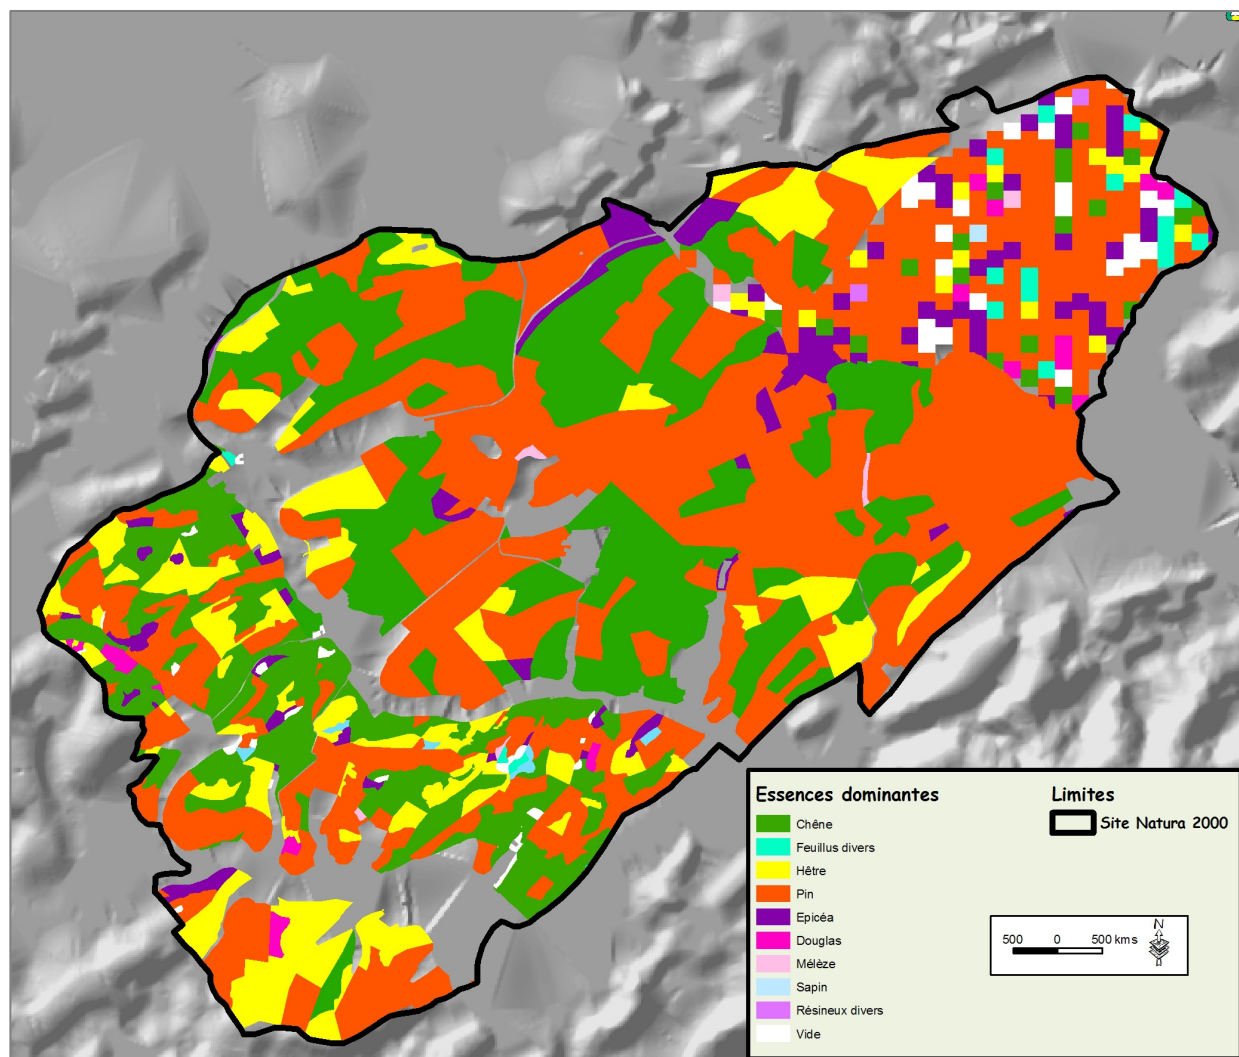 Essences dominantes
Chêne
Feuillus divers
Hêtre
Pin
Epicéa
Douglas
Mélèze
Sapin
Résineux divers
Vide
Limites
Site Natura 2000
N
500 0 500 kms